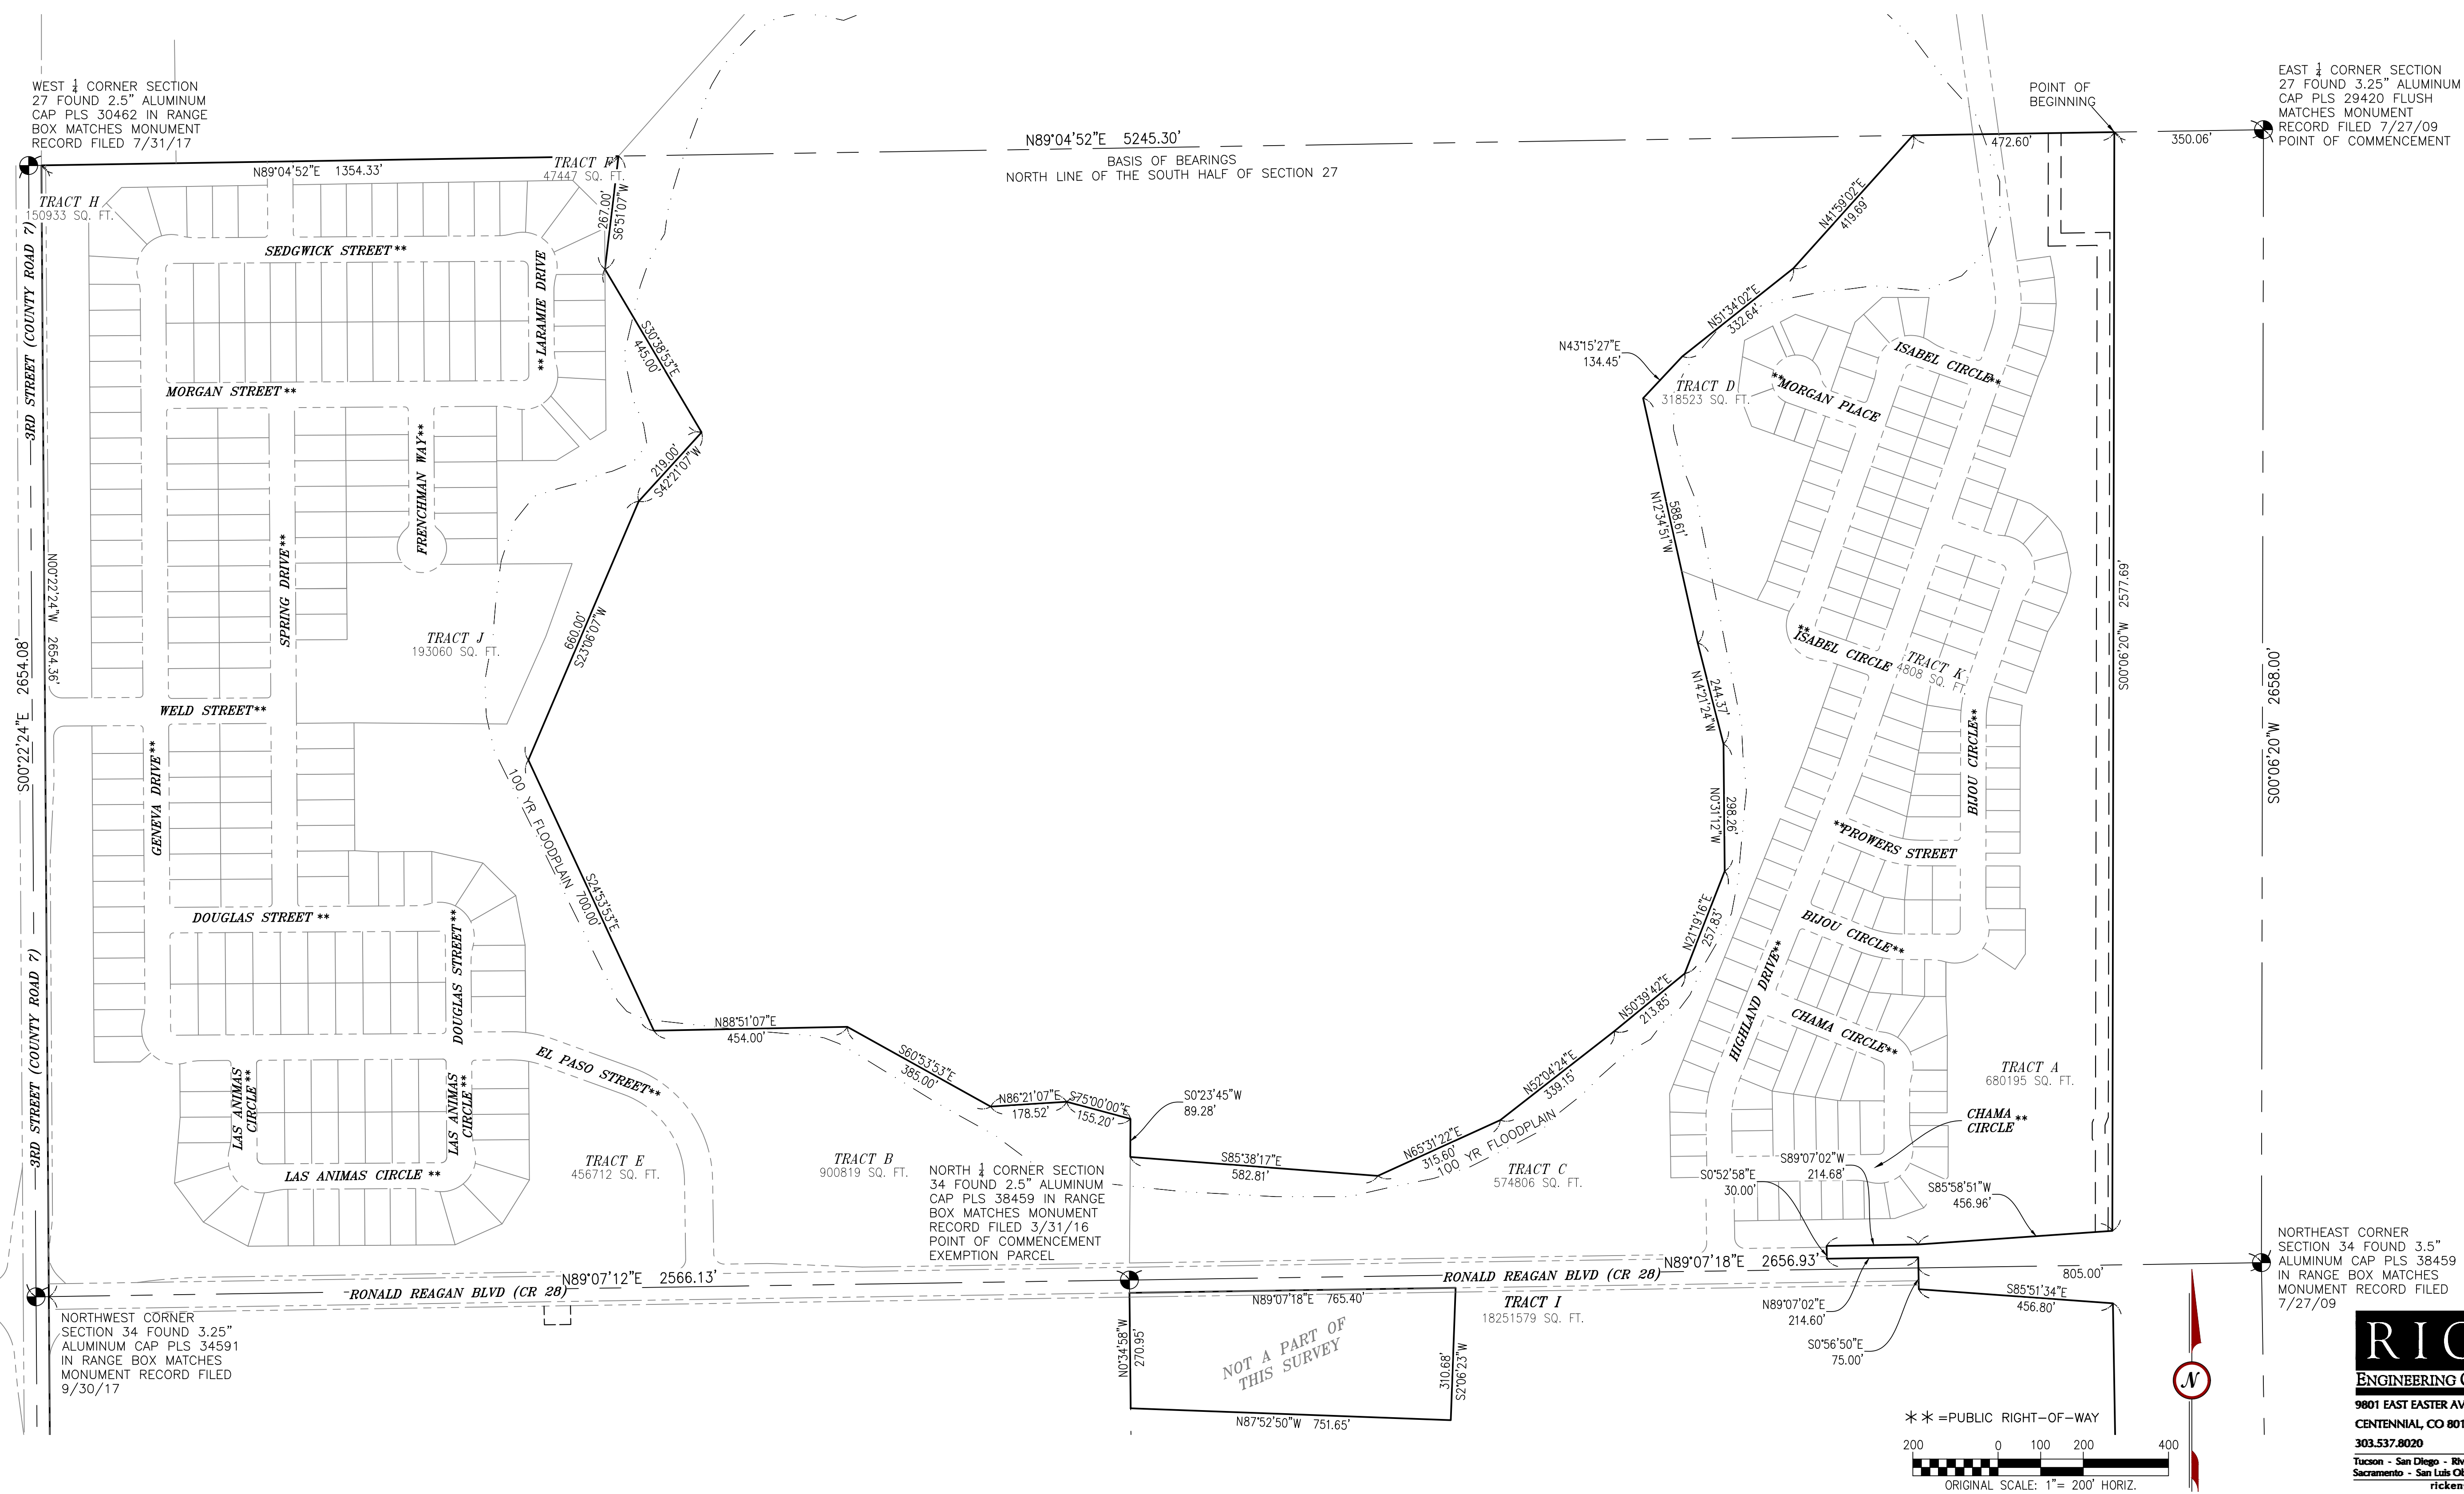 WEST 1/4 CORNER SECTION
27 FOUND 2.5" ALUMINUM
CAP PLS 30462 IN RANGE
BOX MATCHES MONUMENT
RECORD FILED 7/31/17
N89°04'52"E 5245.30'
BASIS OF BEARINGS
NORTH LINE OF THE SOUTH HALF OF SECTION 27
POINT OF
BEGINNING
472.60'
350.06'
EAST 1/4 CORNER SECTION
27 FOUND 3.25" ALUMINUM
CAP PLS 29420 FLUSH
MATCHES MONUMENT
RECORD FILED 7/27/09
POINT OF COMMENCEMENT
N89°04'52"E 1354.33'
TRACT F
47447 SQ. FT.
TRACT H
150933 SQ. FT.
3RD STREET (COUNTY ROAD 7)
SEDGWICK STREET**
**LARAMIE DRIVE
267.00'
S6°51'07"W
MORGAN STREET**
S30°38'53"E
445.00'
219.00'
S42°21'07"W
FRENCHMAN WAY**
SPRING DRIVE**
N00°22'24"W 2654.36'
S00°22'24"E 2654.08'
660.00'
S23°06'07"W
TRACT J
193060 SQ. FT.
WELD STREET**
GENEVA DRIVE**
100 YR FLOODPLAIN
S24°53'53"E
700.00'
DOUGLAS STREET **
DOUGLAS STREET**
3RD STREET (COUNTY ROAD 7)
EL PASO STREET**
LAS ANIMAS
CIRCLE**
LAS ANIMAS
CIRCLE**
LAS ANIMAS CIRCLE **
TRACT E
456712 SQ. FT.
TRACT B
900819 SQ. FT.
N88°51'07"E
454.00'
S60°53'53"E
385.00'
N86°21'07"E
178.52'
S75°00'00"E
155.20'
S0°23'45"W
89.28'
S85°38'17"E
582.81'
N65°31'22"E
315.60'
100 YR FLOODPLAIN
N52°04'24"E
339.15'
N50°39'42"E
213.85'
N21°19'16"E
257.83'
298.26'
N0°31'12"W
244.37'
N14°21'24"W
588.61'
N12°34'51"W
N43°15'27"E
134.45'
N51°34'02"E
332.64'
N41°59'02"E
419.69'
TRACT D
318523 SQ. FT.
**MORGAN PLACE
ISABEL CIRCLE**
**
ISABEL CIRCLE
TRACT K
4808 SQ. FT.
BIJOU CIRCLE**
**PROWERS STREET
BIJOU CIRCLE**
HIGHLAND DRIVE**
CHAMA CIRCLE**
TRACT A
680195 SQ. FT.
CHAMA
CIRCLE**
S00°06'20"W 2577.69'
S00°06'20"W 2658.00'
TRACT C
574806 SQ. FT.
S89°07'02"W
214.68'
S0°52'58"E
30.00'
S85°58'51"W
456.96'
NORTH 1/4 CORNER SECTION
34 FOUND 2.5" ALUMINUM
CAP PLS 38459 IN RANGE
BOX MATCHES MONUMENT
RECORD FILED 3/31/16
POINT OF COMMENCEMENT
EXEMPTION PARCEL
NORTHEAST CORNER
SECTION 34 FOUND 3.5"
ALUMINUM CAP PLS 38459
IN RANGE BOX MATCHES
MONUMENT RECORD FILED
7/27/09
N89°07'12"E 2566.13'
RONALD REAGAN BLVD (CR 28)
RONALD REAGAN BLVD (CR 28)
N89°07'18"E 2656.93'
805.00'
NORTHWEST CORNER
SECTION 34 FOUND 3.25"
ALUMINUM CAP PLS 34591
IN RANGE BOX MATCHES
MONUMENT RECORD FILED
9/30/17
N89°07'18"E 765.40'
TRACT I
18251579 SQ. FT.
N0°34'58"W
270.95'
NOT A PART OF
THIS SURVEY
310.68'
S2°06'23"W
N87°52'50"W 751.65'
N89°07'02"E
214.60'
S0°56'50"E
75.00'
S85°51'34"E
456.80'
N
**=PUBLIC RIGHT-OF-WAY
200 0 100 200 400
ORIGINAL SCALE: 1"= 200' HORIZ.
RIC
ENGINEERING
9801 EAST EASTER AV
CENTENNIAL, CO 801
303.537.8020
Tucson - San Diego - Riv
Sacramento - San Luis Ob
ricken